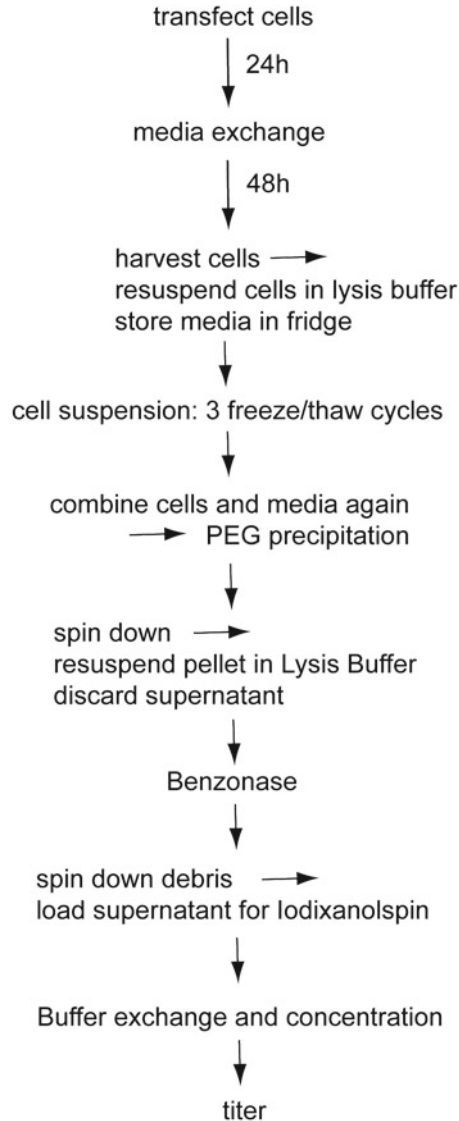 transfect cells
24h
media exchange
48h
harvest cells
resuspend cells in lysis buffer
store media in fridge
cell suspension: 3 freeze/thaw cycles
combine cells and media again
PEG precipitation
spin down
resuspend pellet in Lysis Buffer
discard supernatant
Benzonase
spin down debris
load supernatant for Iodixanolspin
Buffer exchange and concentration
titer